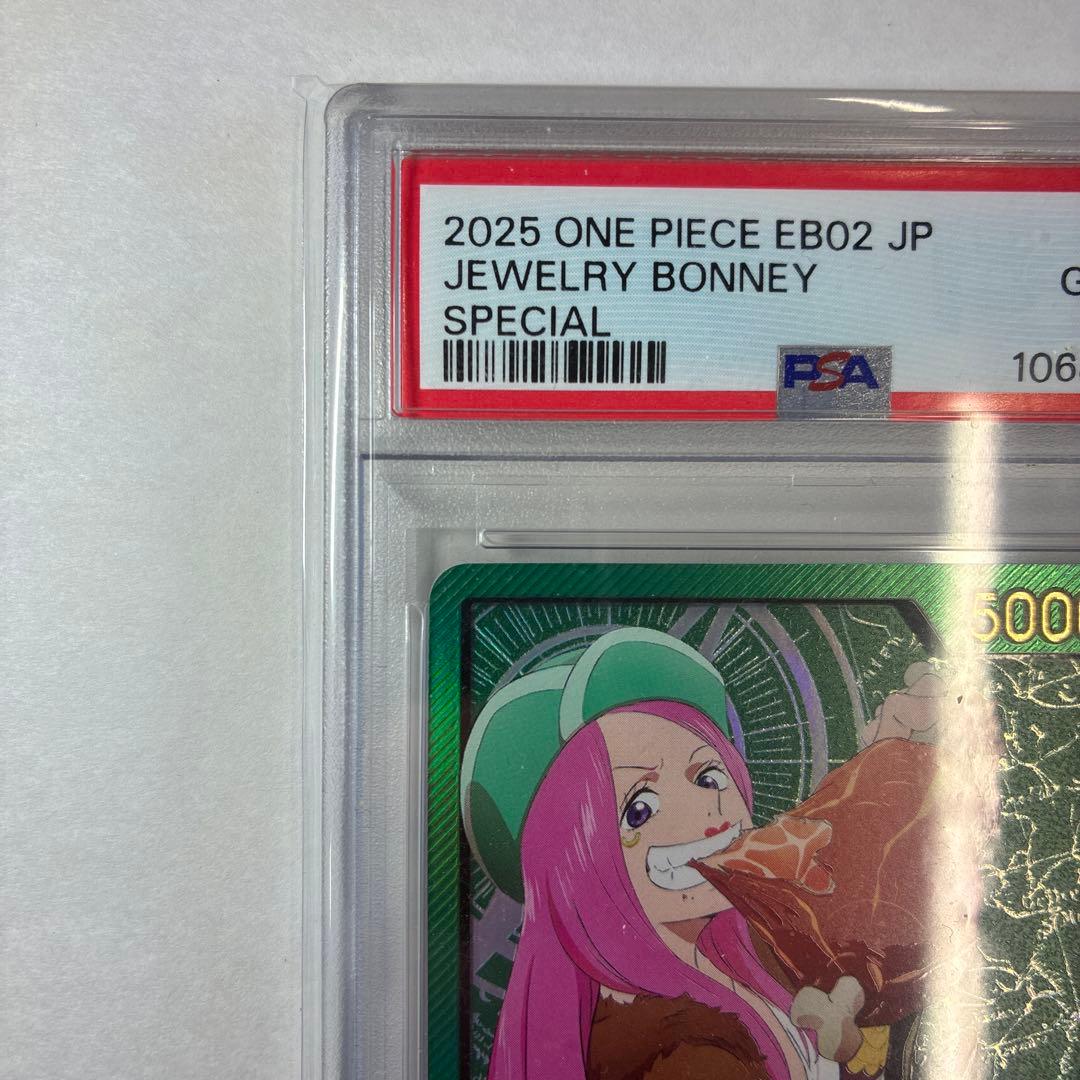 2025 ONE PIECE EB02 JP
JEWELRY BONNEY
SPECIAL
PSA